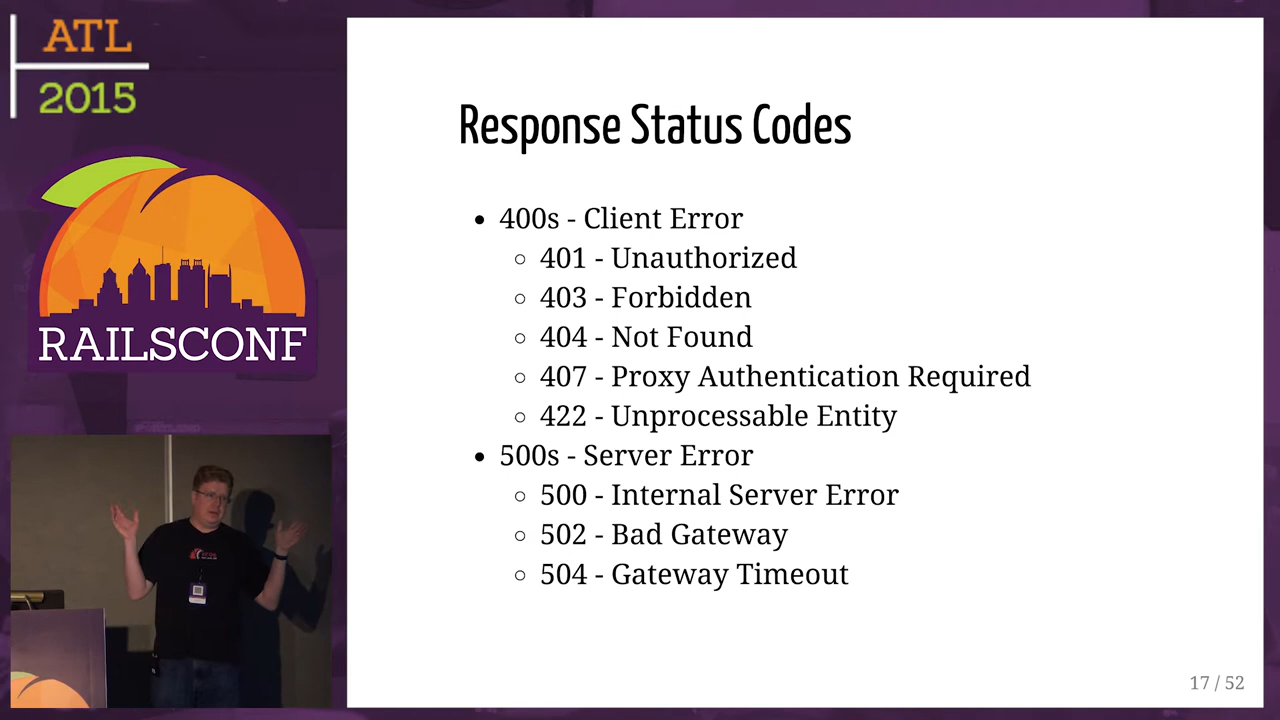 ATL
2015
RAILSCONF
Response Status Codes
• 400s - Client Error
○ 401 - Unauthorized
○ 403 - Forbidden
○ 404 - Not Found
○ 407 - Proxy Authentication Required
○ 422 - Unprocessable Entity
• 500s - Server Error
○ 500 - Internal Server Error
○ 502 - Bad Gateway
○ 504 - Gateway Timeout
17 / 52